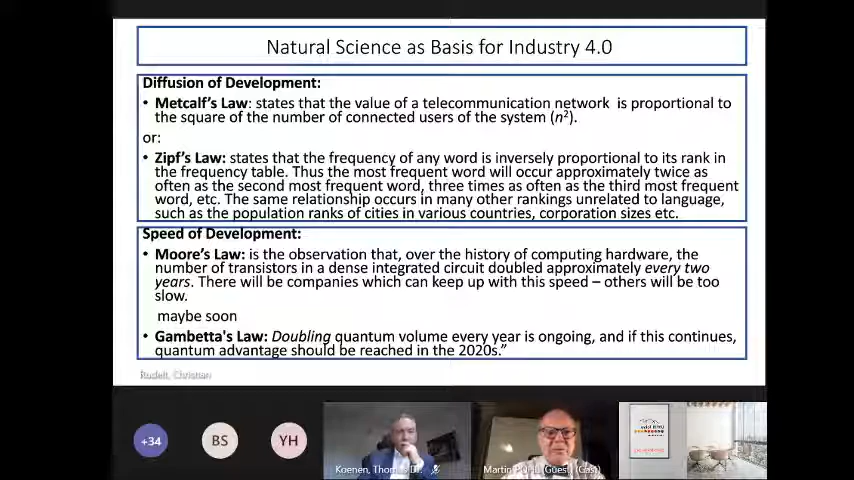 Natural Science as Basis for Industry 4.0
Diffusion of Development:
• Metcalf's Law: states that the value of a telecommunication network is proportional to
the square of the number of connected users of the system (n²).
or:
• Zipf's Law: states that the frequency of any word is inversely proportional to its rank in
the frequency table. Thus the most frequent word will occur approximately twice as
often as the second most frequent word, three times as often as the third most frequent
word, etc. The same relationship occurs in many other rankings unrelated to language,
such as the population ranks of cities in various countries, corporation sizes etc.
Speed of Development:
• Moore's Law: is the observation that, over the history of computing hardware, the
number of transistors in a dense integrated circuit doubled approximately every two
years. There will be companies which can keep up with this speed – others will be too
slow.
maybe soon
• Gambetta's Law: Doubling quantum volume every year is ongoing, and if this continues,
quantum advantage should be reached in the 2020s."
Rudelt, Christian
+34
BS
YH
Koenen, Thomas
Martin (Gast)